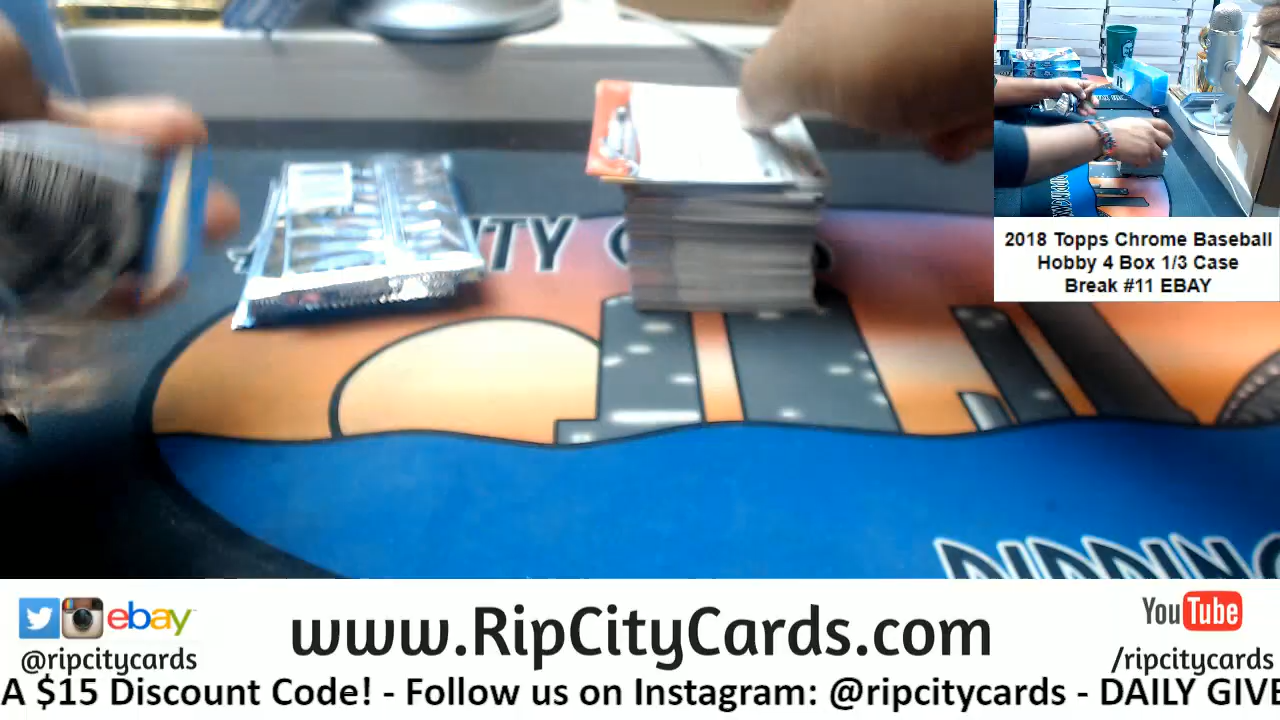 2018 Topps Chrome Baseball
Hobby 4 Box 1/3 Case
Break #11 EBAY
ebay
@ripcitycards
www.RipCityCards.com
YouTube
/ripcitycards
A $15 Discount Code! - Follow us on Instagram: @ripcitycards - DAILY GIVE